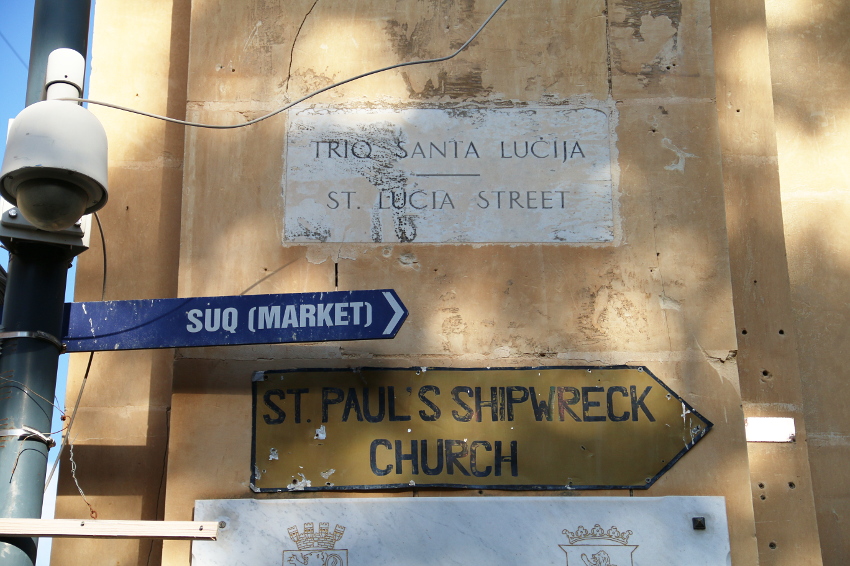 TRIQ SANTA LUĊIJA
ST. LUCIA STREET
SUQ (MARKET)
ST. PAUL'S SHIPWRECK
CHURCH